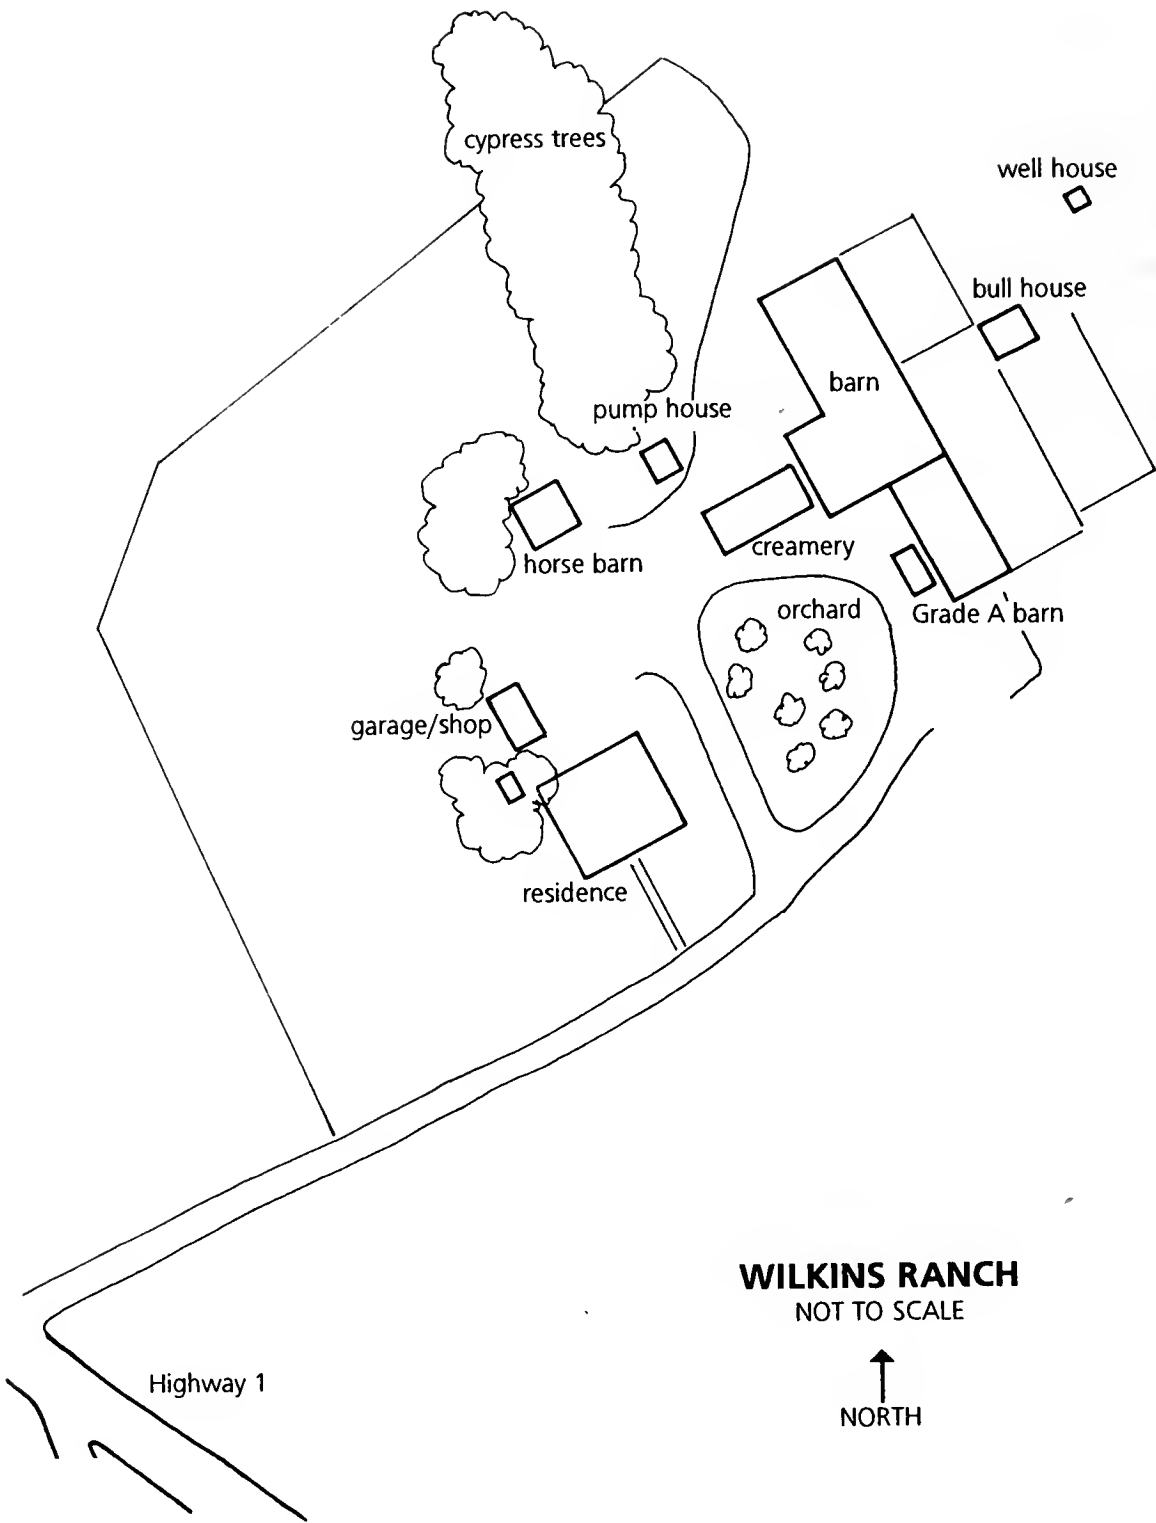 cypress trees
well house
bull house
barn
pump house
creamery
horse barn
orchard
Grade A barn
garage/shop
residence
WILKINS RANCH
NOT TO SCALE
Highway 1
NORTH